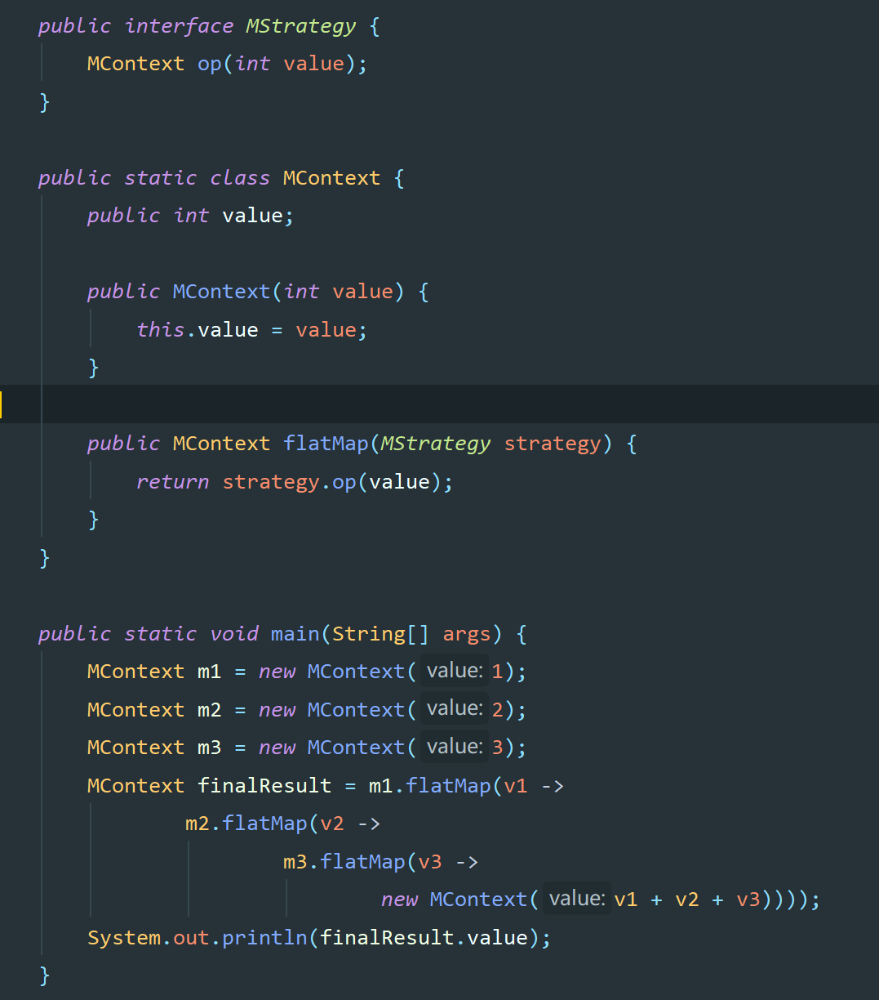 public interface MStrategy {
    MContext op(int value);
}

public static class MContext {
    public int value;

    public MContext(int value) {
        this.value = value;
    }

    public MContext flatMap(MStrategy strategy) {
        return strategy.op(value);
    }
}

public static void main(String[] args) {
    MContext m1 = new MContext( value: 1);
    MContext m2 = new MContext( value: 2);
    MContext m3 = new MContext( value: 3);
    MContext finalResult = m1.flatMap(v1 ->
            m2.flatMap(v2 ->
                    m3.flatMap(v3 ->
                            new MContext( value: v1 + v2 + v3))));
    System.out.println(finalResult.value);
}